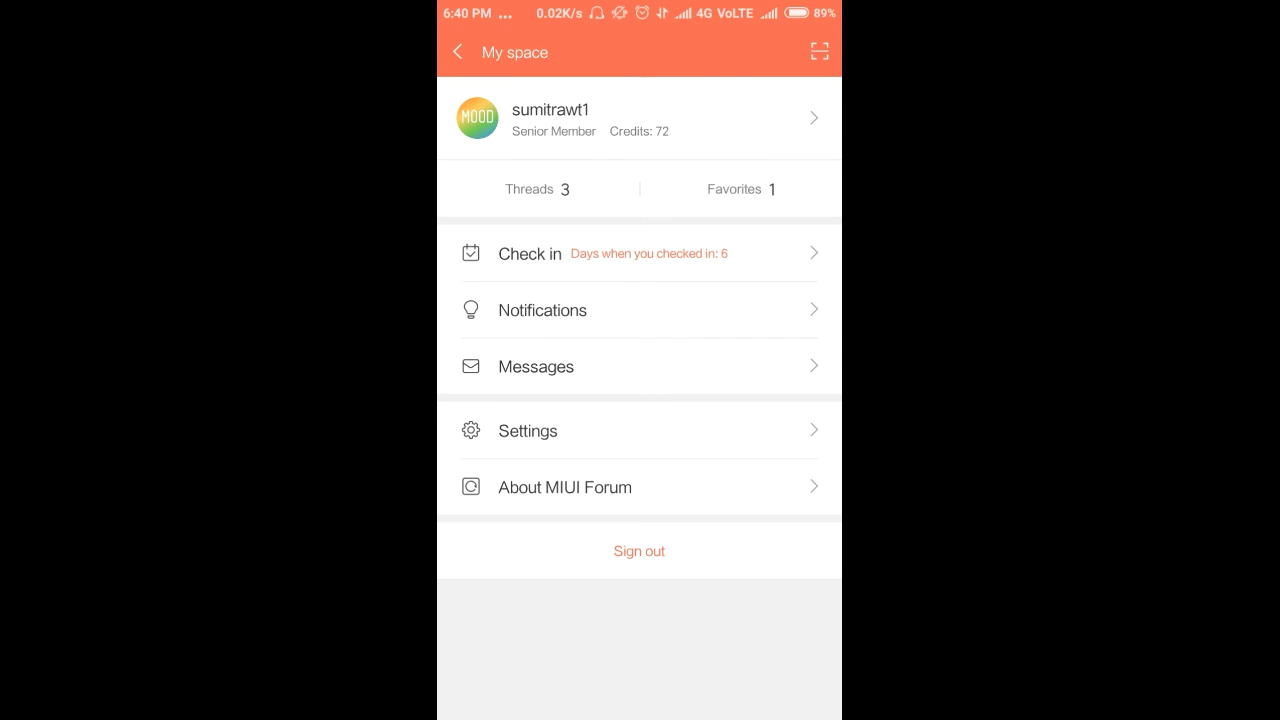 6:40 PM ... 0.02K/s 4G VoLTE 89%
My space
MOOD
sumitrawt1
Senior Member Credits: 72
Threads 3 Favorites 1
Check in Days when you checked in: 6
Notifications
Messages
Settings
About MIUI Forum
Sign out